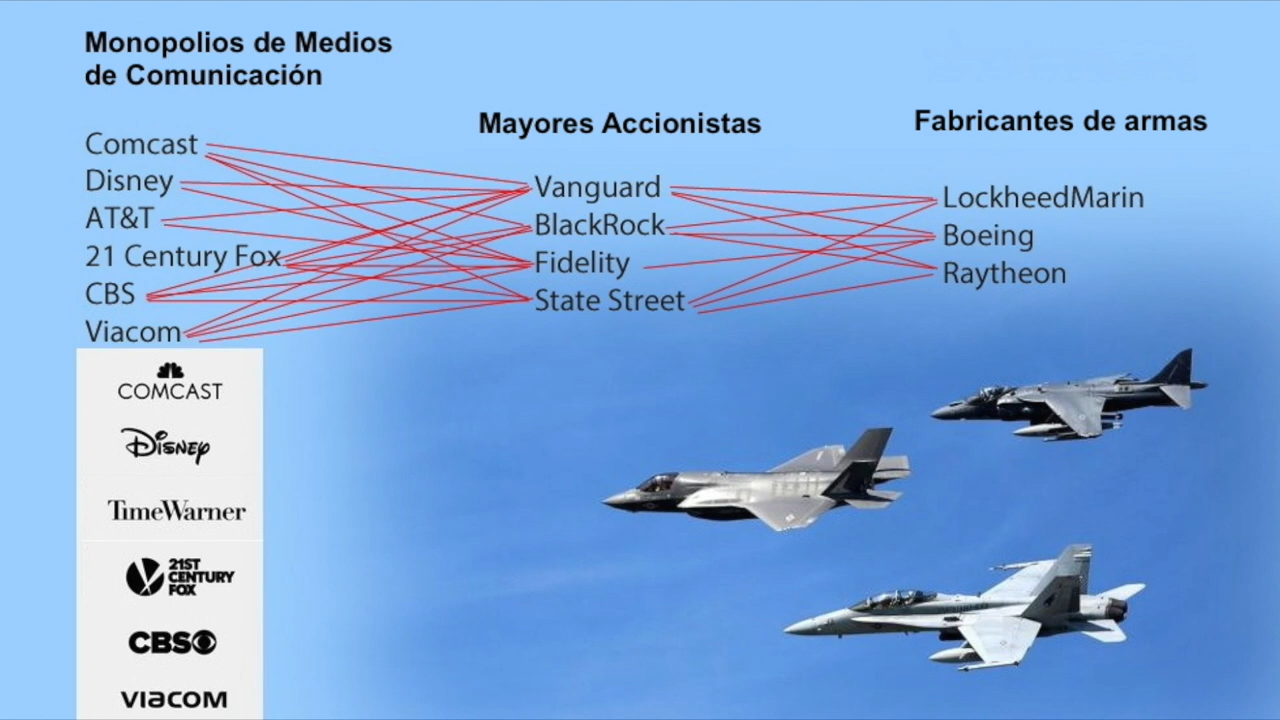 Monopolios de Medios
de Comunicación
Mayores Accionistas
Fabricantes de armas
Comcast
Disney
AT&T
21 Century Fox
CBS
Viacom
Vanguard
BlackRock
Fidelity
State Street
LockheedMarin
Boeing
Raytheon
COMCAST
Disney
TimeWarner
21ST
CENTURY
FOX
CBS
VIACOM